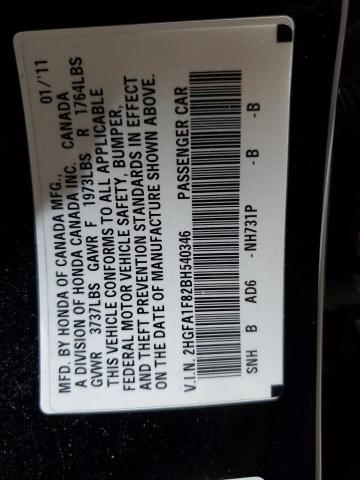 MFD. BY HONDA OF CANADA MFG., 01/'11
A DIVISION OF HONDA CANADA INC. CANADA
GVWR 3737LBS GAWR F 1973LBS R 1764LBS
THIS VEHICLE CONFORMS TO ALL APPLICABLE
FEDERAL MOTOR VEHICLE SAFETY, BUMPER,
AND THEFT PREVENTION STANDARDS IN EFFECT
ON THE DATE OF MANUFACTURE SHOWN ABOVE.
V.I.N. 2HGFA1F82BH540346 PASSENGER CAR
SNH B AD6 -NH731P -B -B